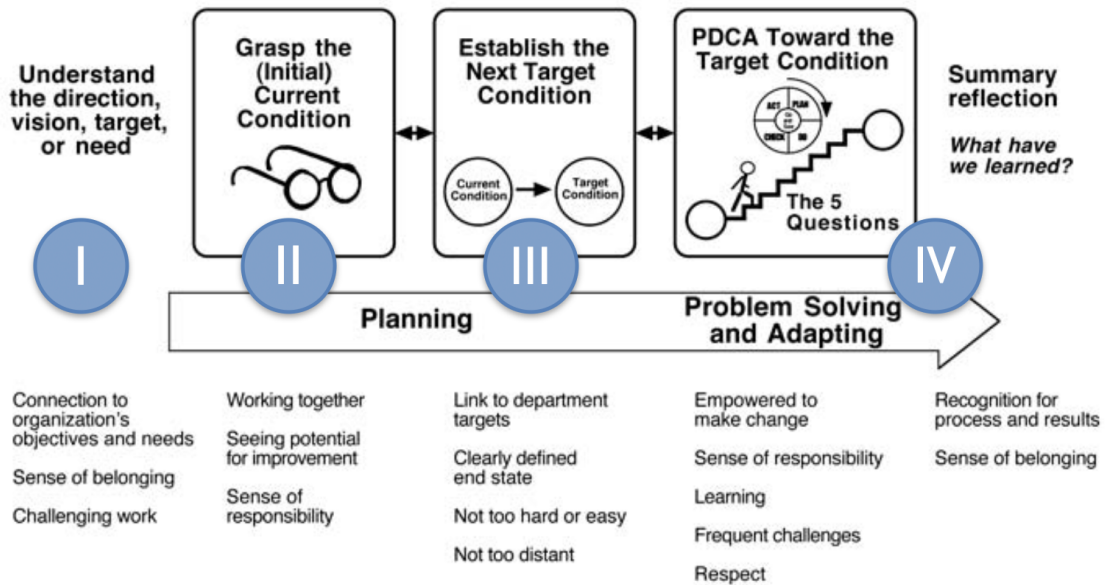 Understand
the direction,
vision, target,
or need
Grasp the
(Initial)
Current
Condition
Establish the
Next Target
Condition
Current
Condition
Target
Condition
PDCA Toward the
Target Condition
ACT
PLAN
CHECK
DO
The 5
Questions
Summary
reflection
What have
we learned?
I
II
III
IV
Planning
Problem Solving
and Adapting
Connection to
organization's
objectives and needs
Sense of belonging
Challenging work
Working together
Seeing potential
for improvement
Sense of
responsibility
Link to department
targets
Clearly defined
end state
Not too hard or easy
Not too distant
Empowered to
make change
Sense of responsibility
Learning
Frequent challenges
Respect
Recognition for
process and results
Sense of belonging